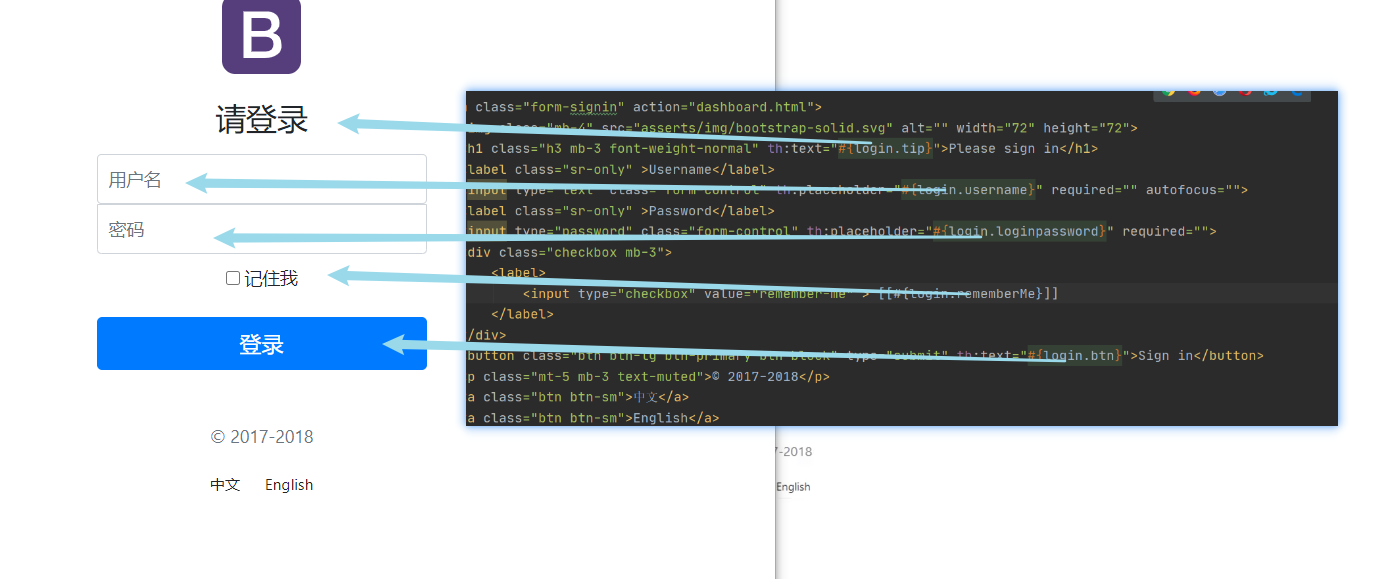 B
请登录
用户名
密码
记住我
登录
© 2017-2018
中文 English
class="form-signin" action="dashboard.html">
class="mb-4" src="asserts/img/bootstrap-solid.svg" alt="" width="72" height="72">
h1 class="h3 mb-3 font-weight-normal" th:text="#{login.tip}">Please sign in</h1>
label class="sr-only" >Username</label>
input type="text" class="form-control" th:placeholder="#{login.username}" required="" autofocus="">
label class="sr-only" >Password</label>
input type="password" class="form-control" th:placeholder="#{login.loginpassword}" required="">
div class="checkbox mb-3">
<label>
<input type="checkbox" value="remember-me" > [[#{login.rememberMe}]]
</label>
/div>
button class="btn btn-lg btn-primary btn-block" type="submit" th:text="#{login.btn}">Sign in</button>
p class="mt-5 mb-3 text-muted">© 2017-2018</p>
a class="btn btn-sm">中文</a>
a class="btn btn-sm">English</a>
-2018
English